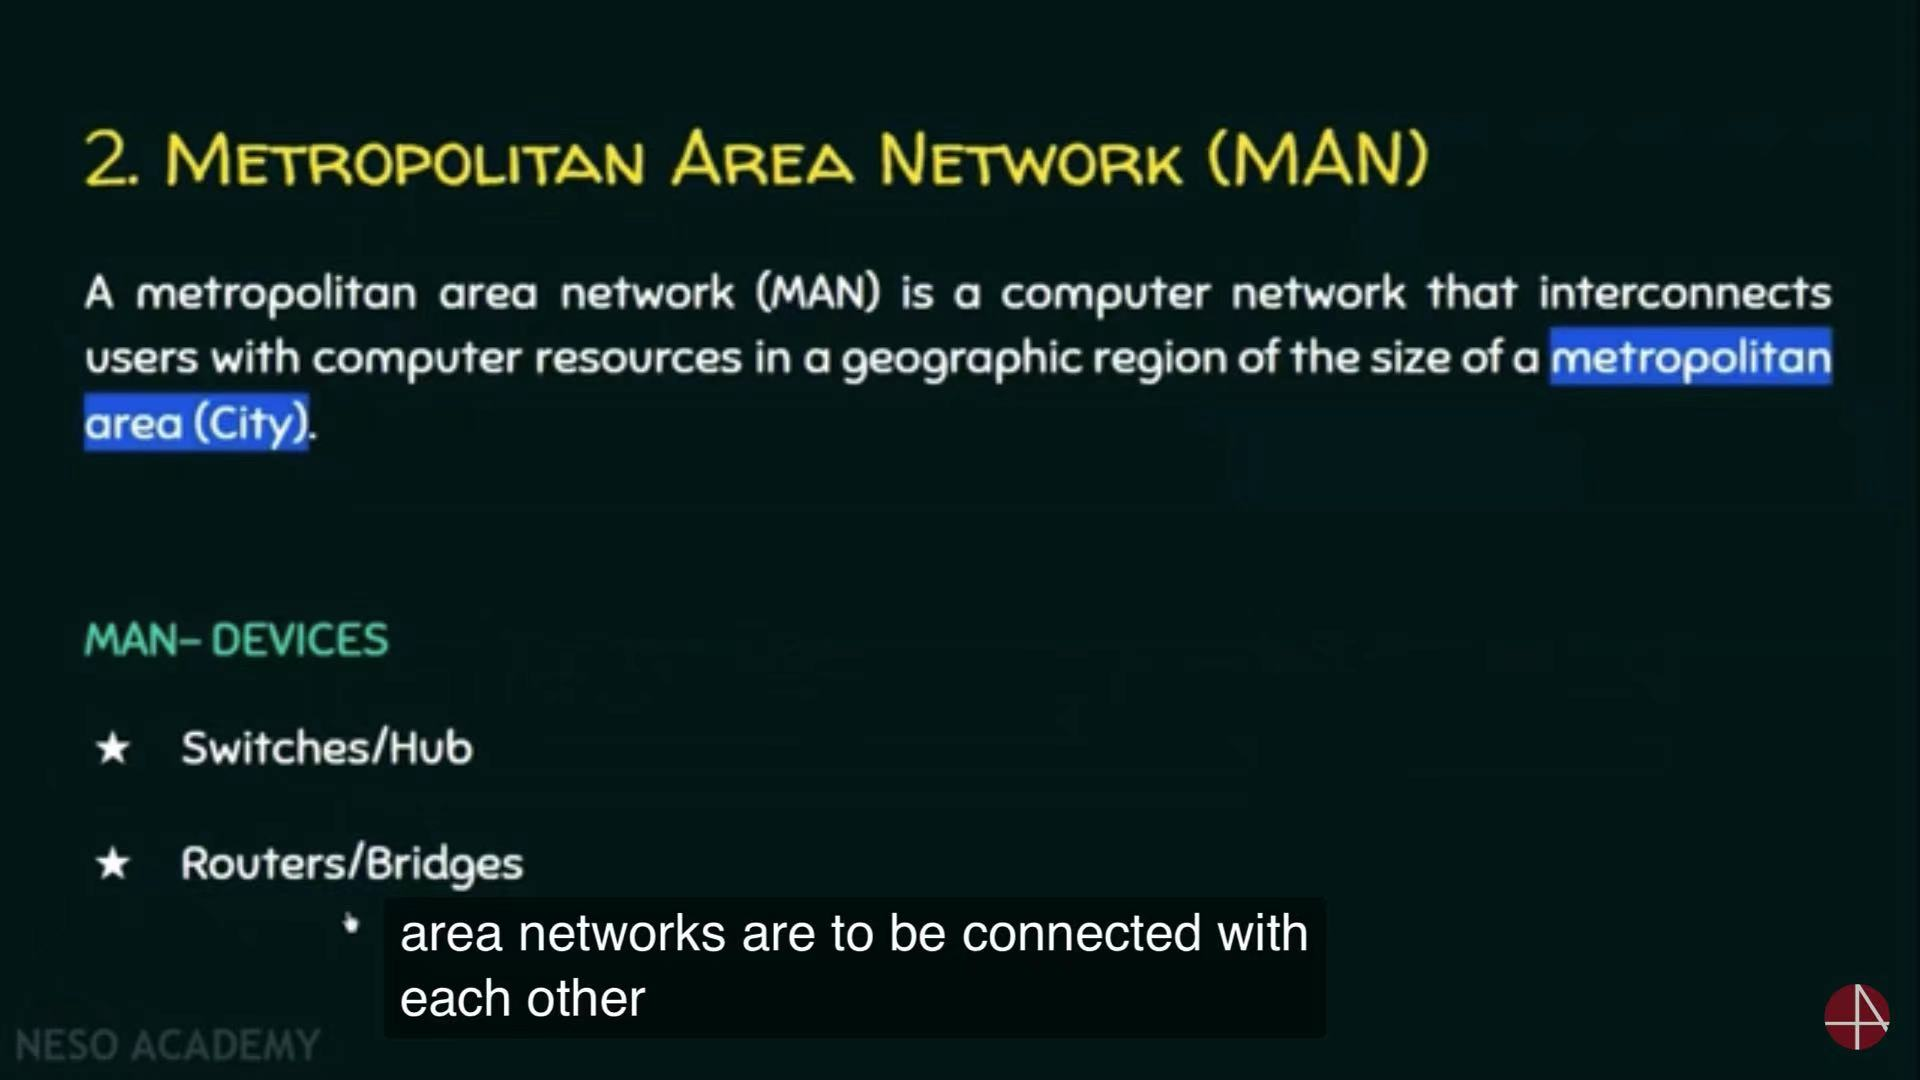 2. METROPOLITAN AREA NETWORK (MAN)
A metropolitan area network (MAN) is a computer network that interconnects
users with computer resources in a geographic region of the size of a metropolitan
area (City).
MAN- DEVICES
★ Switches/Hub
★ Routers/Bridges
area networks are to be connected with
each other
NESO ACADEMY